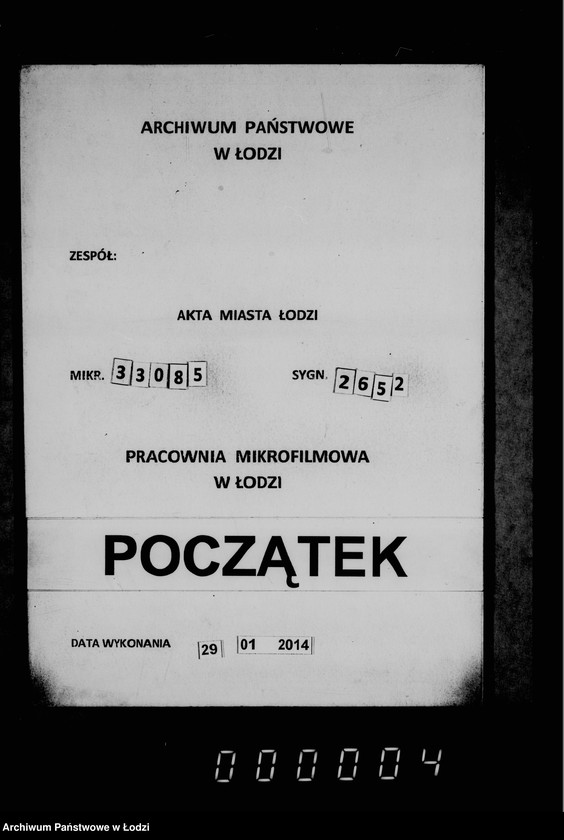 ARCHIWUM PAŃSTWOWE
W ŁODZI
ZESPÓŁ:
AKTA MIASTA ŁODZI
MIKR. 33085 SYGN. 2652
PRACOWNIA MIKROFILMOWA
W ŁODZI
POCZĄTEK
DATA WYKONANIA 29 01 2014
000004
Archiwum Państwowe w Łodzi